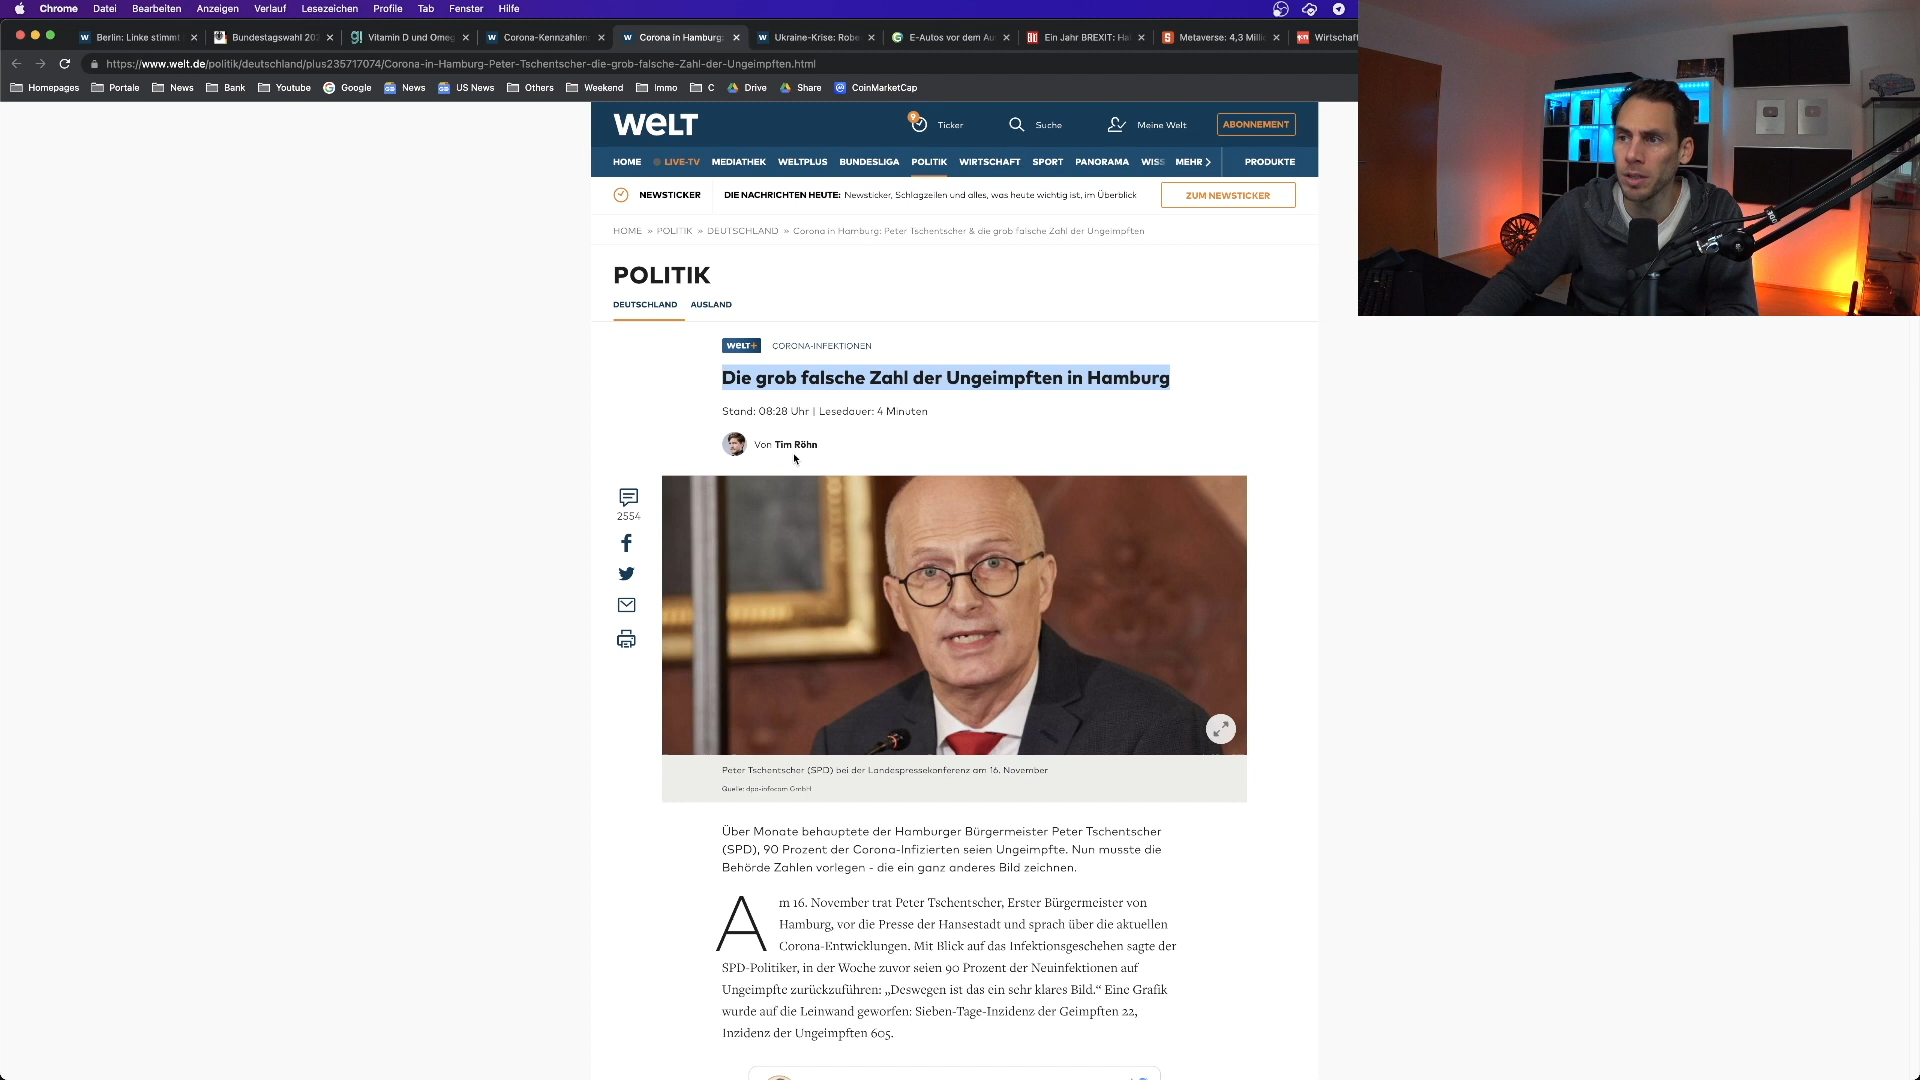 Chrome Datei Bearbeiten Anzeigen Verlauf Lesezeichen Profile Tab Fenster Hilfe
Berlin: Linke stimmt Bundestagswahl 202 Vitamin D und Omeg Corona-Kennzahlen Corona in Hamburg: Ukraine-Krise: Robe E-Autos vor dem Au Ein Jahr BREXIT: Ha Metaverse: 4,3 Milli Wirtschaf
https://www.welt.de/politik/deutschland/plus235717074/Corona-in-Hamburg-Peter-Tschentscher-die-grob-falsche-Zahl-der-Ungeimpften.html
Homepages Portale News Bank Youtube Google News US News Others Weekend Immo C Drive Share CoinMarketCap
WELT
9 Ticker Suche Meine Welt ABONNEMENT
HOME LIVE-TV MEDIATHEK WELTPLUS BUNDESLIGA POLITIK WIRTSCHAFT SPORT PANORAMA WISS MEHR PRODUKTE
NEWSTICKER DIE NACHRICHTEN HEUTE: Newsticker, Schlagzeilen und alles, was heute wichtig ist, im Überblick ZUM NEWSTICKER
HOME » POLITIK » DEUTSCHLAND » Corona in Hamburg: Peter Tschentscher & die grob falsche Zahl der Ungeimpften
POLITIK
DEUTSCHLAND AUSLAND
WELT+ CORONA-INFEKTIONEN
Die grob falsche Zahl der Ungeimpften in Hamburg
Stand: 08:28 Uhr | Lesedauer: 4 Minuten
Von Tim Röhn
2554
Peter Tschentscher (SPD) bei der Landespressekonferenz am 16. November
Quelle: dpa-infocom GmbH
Über Monate behauptete der Hamburger Bürgermeister Peter Tschentscher
(SPD), 90 Prozent der Corona-Infizierten seien Ungeimpfte. Nun musste die
Behörde Zahlen vorlegen - die ein ganz anderes Bild zeichnen.
Am 16. November trat Peter Tschentscher, Erster Bürgermeister von
Hamburg, vor die Presse der Hansestadt und sprach über die aktuellen
Corona-Entwicklungen. Mit Blick auf das Infektionsgeschehen sagte der
SPD-Politiker, in der Woche zuvor seien 90 Prozent der Neuinfektionen auf
Ungeimpfte zurückzuführen: „Deswegen ist das ein sehr klares Bild.“ Eine Grafik
wurde auf die Leinwand geworfen: Sieben-Tage-Inzidenz der Geimpften 22,
Inzidenz der Ungeimpften 605.